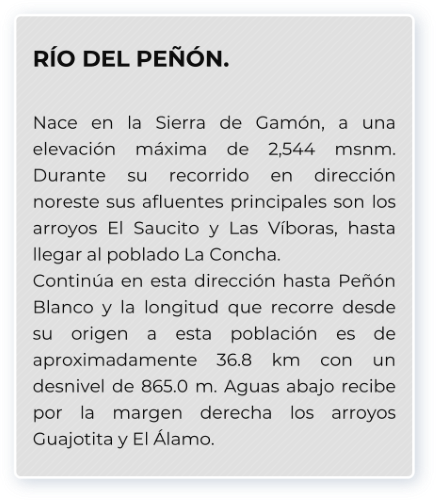 RÍO DEL PEÑÓN.
Nace en la Sierra de Gamón, a una
elevación máxima de 2,544 msnm.
Durante su recorrido en dirección
noreste sus afluentes principales son los
arroyos El Saucito y Las Víboras, hasta
llegar al poblado La Concha.
Continúa en esta dirección hasta Peñón
Blanco y la longitud que recorre desde
su origen a esta población es de
aproximadamente 36.8 km con un
desnivel de 865.0 m. Aguas abajo recibe
por la margen derecha los arroyos
Guajotita y El Álamo.